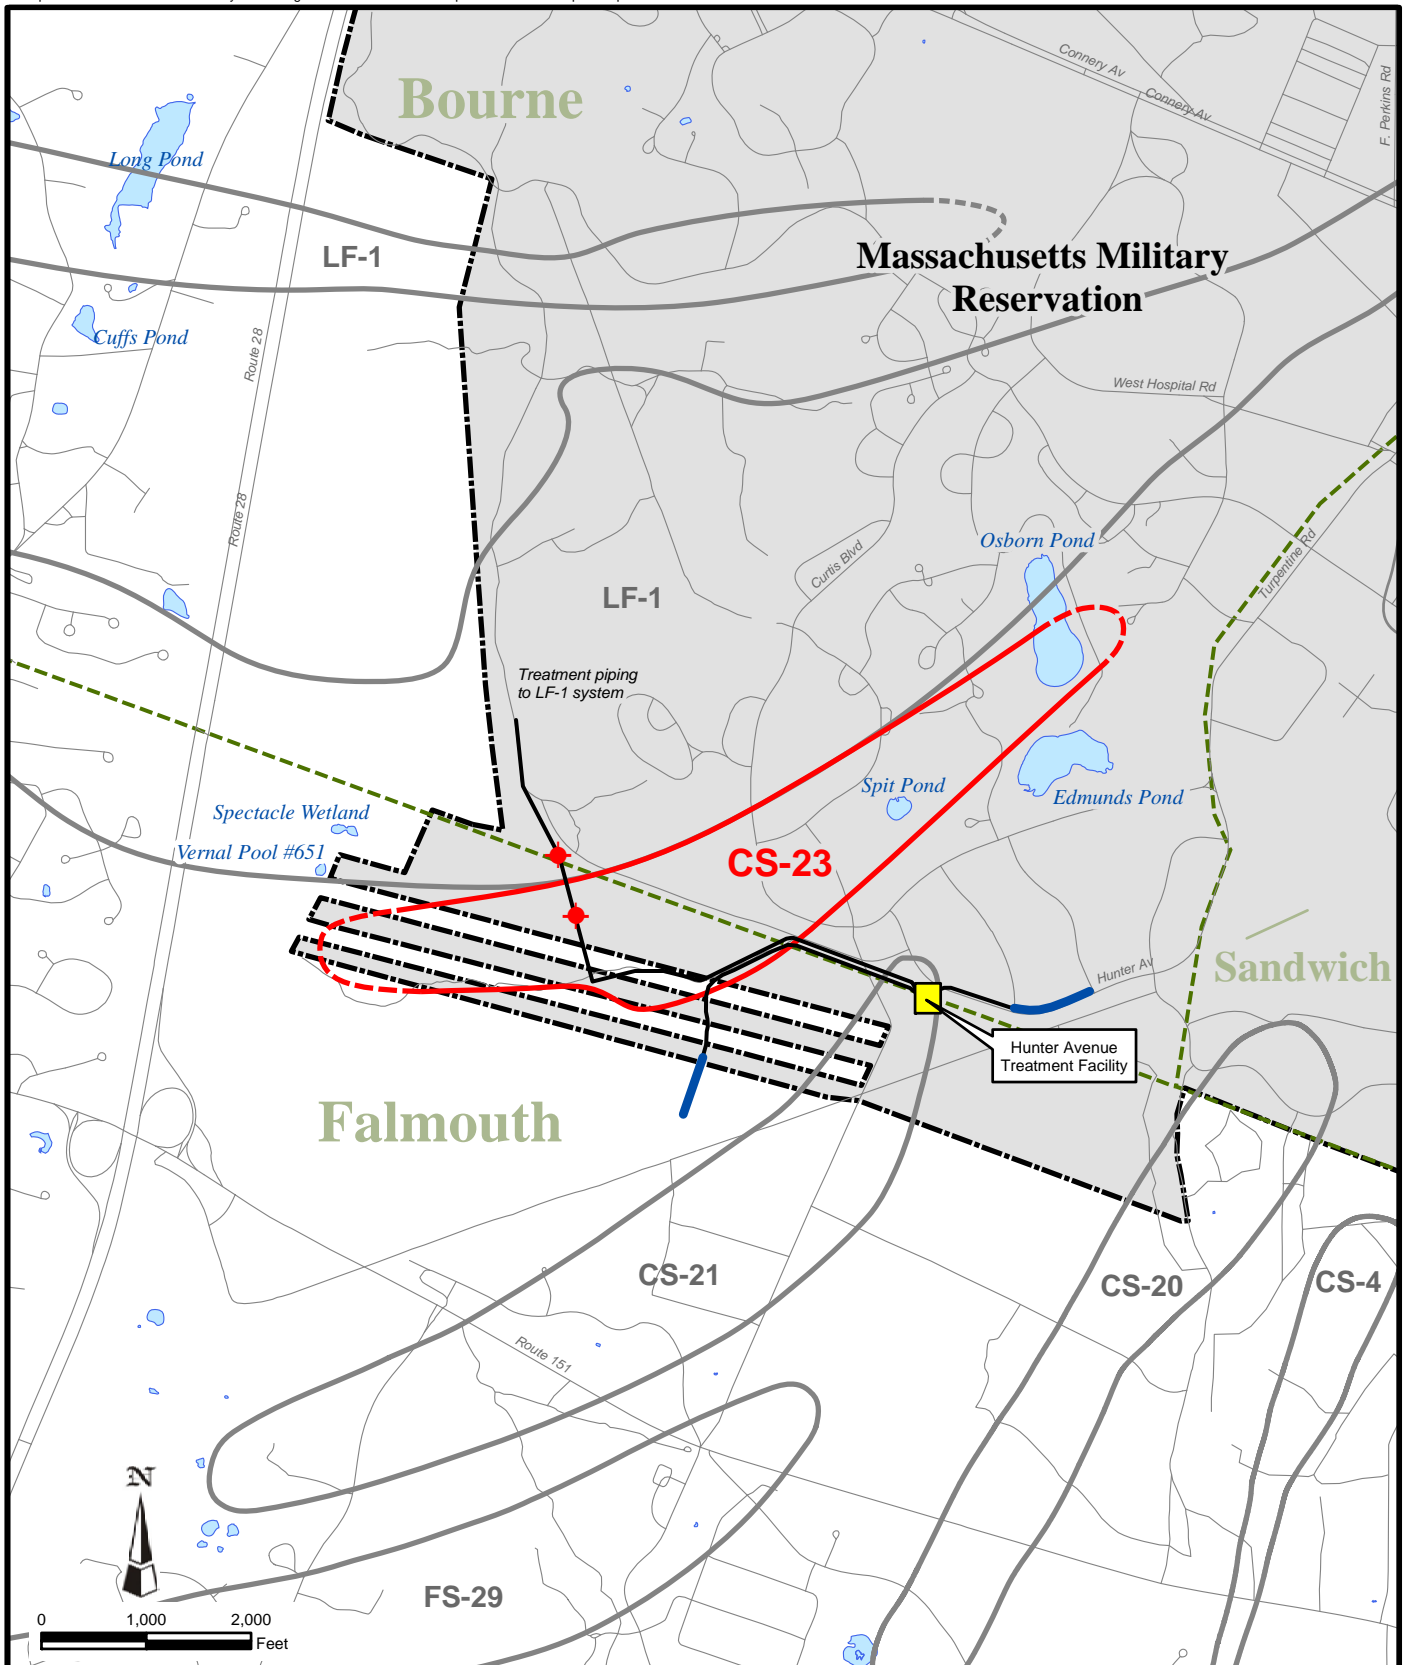 Bourne
Connery Av
Connery Av
F. Perkins Rd
Long Pond
LF-1
Massachusetts Military
Reservation
Cuffs Pond
Route 28
West Hospital Rd
Route 28
Osborn Pond
Curtis Blvd
Turpentine Rd
LF-1
Treatment piping
to LF-1 system
Spit Pond
Edmunds Pond
Spectacle Wetland
Vernal Pool #651
CS-23
Sandwich
Hunter Av
Hunter Avenue
Treatment Facility
Falmouth
CS-21
CS-20
CS-4
Route 151
N
FS-29
0 1,000 2,000
Feet